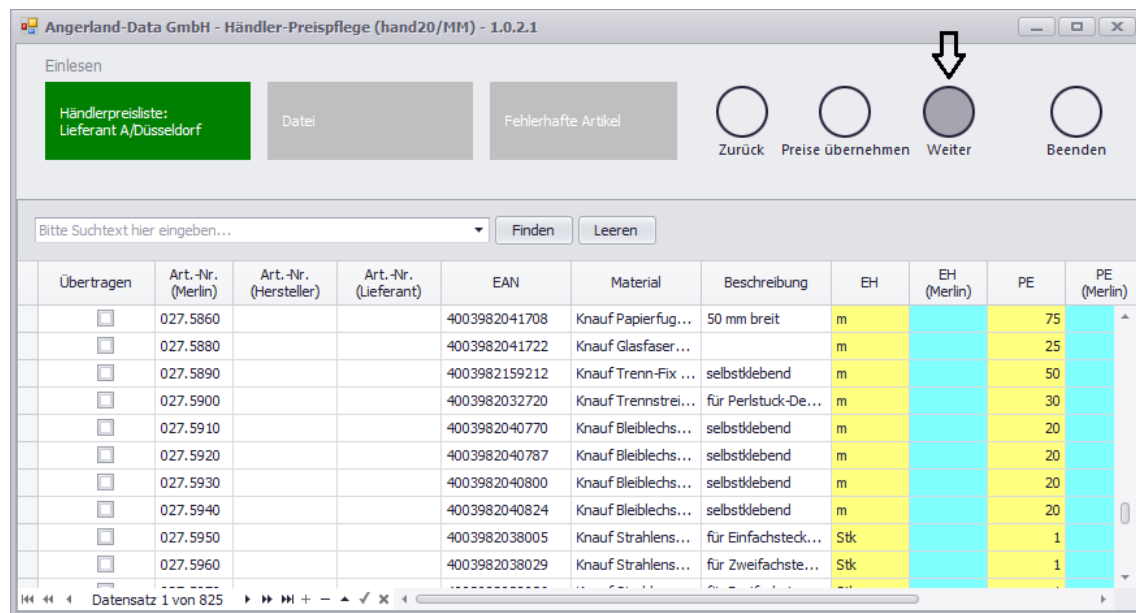 Angerland-Data GmbH - Händler-Preispflege (hand20/MM) - 1.0.2.1
Einlesen
Händlerpreisliste:
Lieferant A/Düsseldorf
Datei
Fehlerhafte Artikel
Zurück Preise übernehmen Weiter Beenden
Bitte Suchtext hier eingeben... Finden Leeren
Übertragen Art.-Nr. (Merlin) Art.-Nr. (Hersteller) Art.-Nr. (Lieferant) EAN Material Beschreibung EH EH (Merlin) PE PE (Merlin)
027.5860 4003982041708 Knauf Papierfug... 50 mm breit m 75
027.5880 4003982041722 Knauf Glasfaser... m 25
027.5890 4003982159212 Knauf Trenn-Fix ... selbstklebend m 50
027.5900 4003982032720 Knauf Trennstrei... für Perlstuck-De... m 30
027.5910 4003982040770 Knauf Bleiblechs... selbstklebend m 20
027.5920 4003982040787 Knauf Bleiblechs... selbstklebend m 20
027.5930 4003982040800 Knauf Bleiblechs... selbstklebend m 20
027.5940 4003982040824 Knauf Bleiblechs... selbstklebend m 20
027.5950 4003982038005 Knauf Strahlens... für Einfachsteck... Stk 1
027.5960 4003982038029 Knauf Strahlens... für Zweifachste... Stk 1
Datensatz 1 von 825